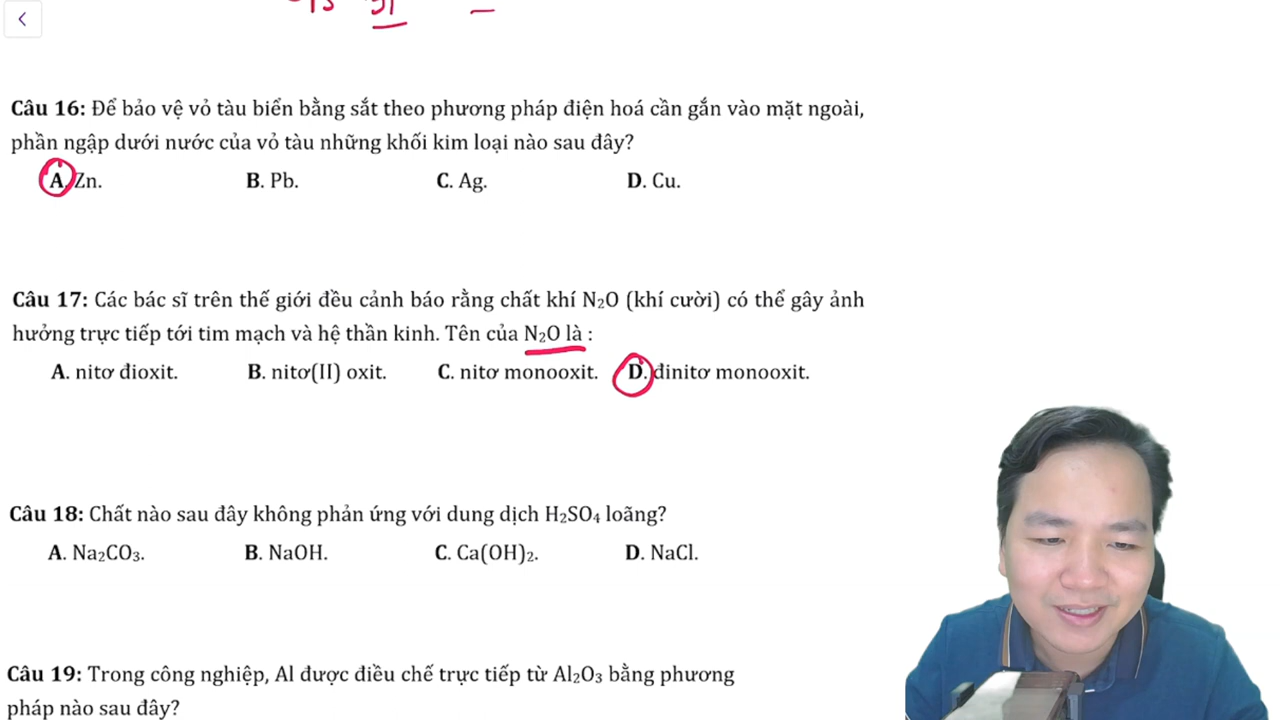 Câu 16: Để bảo vệ vỏ tàu biển bằng sắt theo phương pháp điện hoá cần gắn vào mặt ngoài,
phần ngập dưới nước của vỏ tàu những khối kim loại nào sau đây?
A. Zn. B. Pb. C. Ag. D. Cu.
Câu 17: Các bác sĩ trên thế giới đều cảnh báo rằng chất khí N₂O (khí cười) có thể gây ảnh
hưởng trực tiếp tới tim mạch và hệ thần kinh. Tên của N₂O là :
A. nitơ đioxit. B. nitơ(II) oxit. C. nitơ monooxit. D. đinitơ monooxit.
Câu 18: Chất nào sau đây không phản ứng với dung dịch H₂SO₄ loãng?
A. Na₂CO₃. B. NaOH. C. Ca(OH)₂. D. NaCl.
Câu 19: Trong công nghiệp, Al được điều chế trực tiếp từ Al₂O₃ bằng phương
pháp nào sau đây?